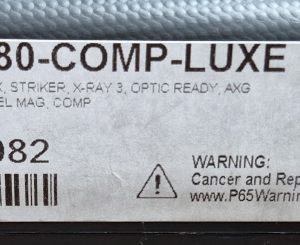 80-COMP-LUXE
X, STRIKER, X-RAY 3, OPTIC READY, AXG
EL MAG, COMP
082
WARNING:
Cancer and Rep
www.P65Warnin